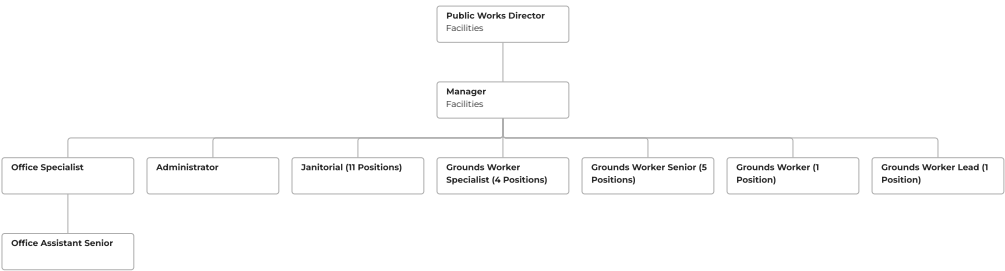 Public Works Director
Facilities
Manager
Facilities
Office Specialist
Administrator
Janitorial (11 Positions)
Grounds Worker
Specialist (4 Positions)
Grounds Worker Senior (5
Positions)
Grounds Worker (1
Position)
Grounds Worker Lead (1
Position)
Office Assistant Senior